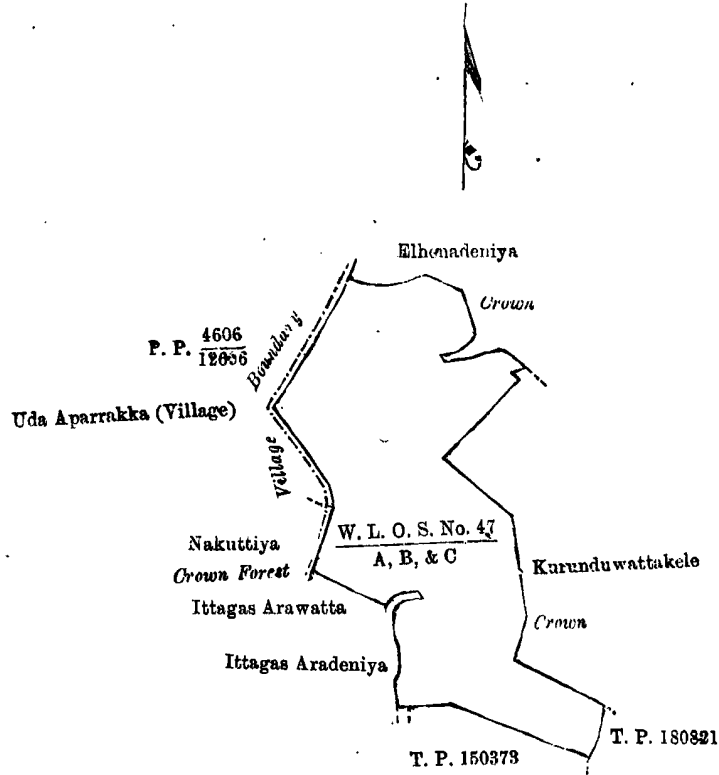 Elhenadeniya
Crown
P. P. 4606
Boundary
Uda Aparrakka (Village)
Village
W. L. O. S. No. 47
A, B, & C
Nakuttiya
Crown Forest
Kurunduwattakele
Ittagas Arawatta
Crown
Ittagas Aradeniya
T. P. 180321
T. P. 150373